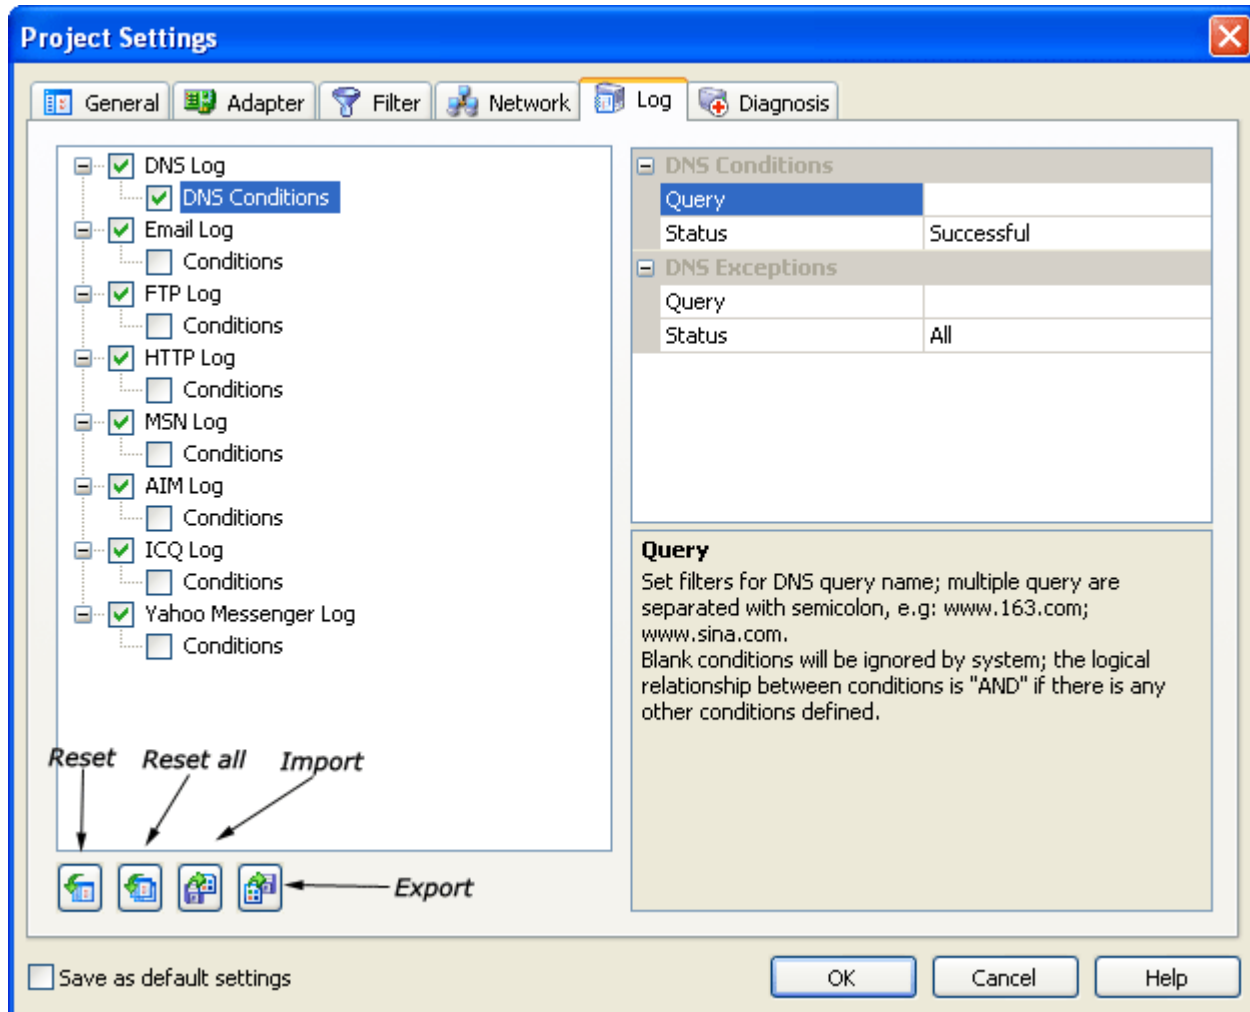 Project Settings
General
Adapter
Filter
Network
Log
Diagnosis
DNS Log
DNS Conditions
Email Log
Conditions
FTP Log
Conditions
HTTP Log
Conditions
MSN Log
Conditions
AIM Log
Conditions
ICQ Log
Conditions
Yahoo Messenger Log
Conditions
Reset Reset all Import
Export
DNS Conditions
Query
Status Successful
DNS Exceptions
Query
Status All
Query
Set filters for DNS query name; multiple query are
separated with semicolon, e.g: www.163.com;
www.sina.com.
Blank conditions will be ignored by system; the logical
relationship between conditions is "AND" if there is any
other conditions defined.
Save as default settings
OK
Cancel
Help